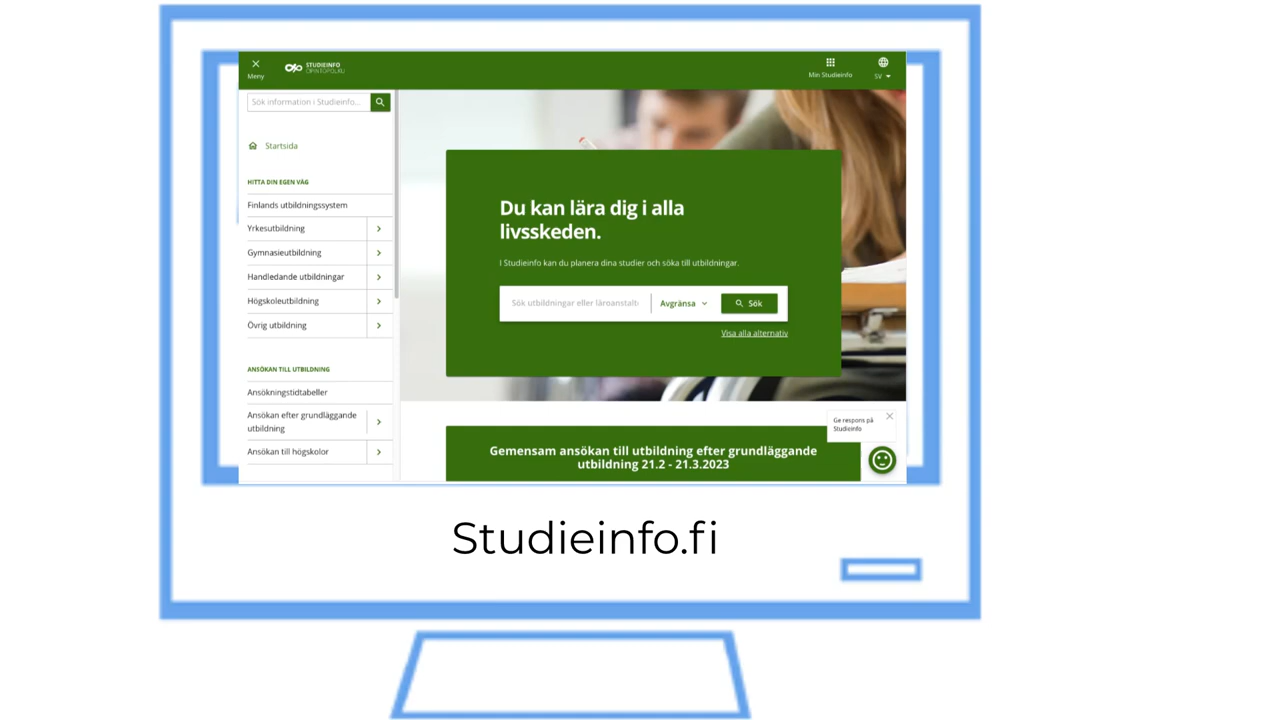 Meny
STUDIEINFO
OPINTOPOLKU
Min Studieinfo
SV
Sök information i Studieinfo...
Startsida
HITTA DIN EGEN VÄG
Finlands utbildningssystem
Yrkesutbildning
Gymnasieutbildning
Handledande utbildningar
Högskoleutbildning
Övrig utbildning
ANSÖKAN TILL UTBILDNING
Ansökningstidtabeller
Ansökan efter grundläggande
utbildning
Ansökan till högskolor
Du kan lära dig i alla
livsskeden.
I Studieinfo kan du planera dina studier och söka till utbildningar.
Sök utbildningar eller läroanstalt
Avgränsa
Sök
Visa alla alternativ
Ge respons på
Studieinfo
Gemensam ansökan till utbildning efter grundläggande
utbildning 21.2 - 21.3.2023
Studieinfo.fi